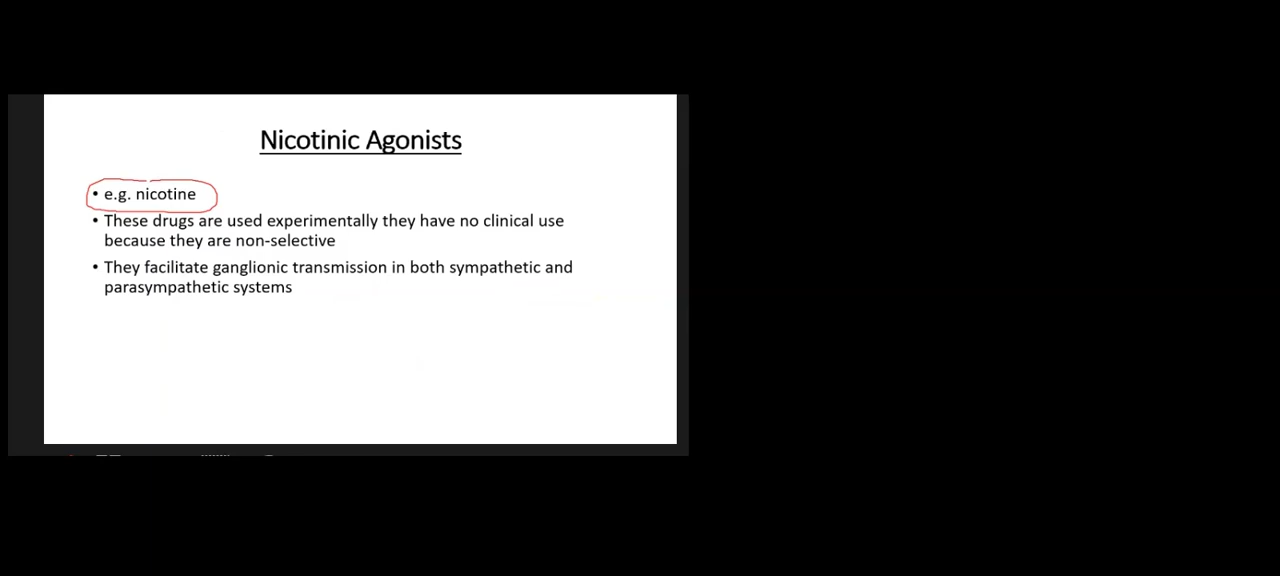 Nicotinic Agonists
• e.g. nicotine
• These drugs are used experimentally they have no clinical use
because they are non-selective
• They facilitate ganglionic transmission in both sympathetic and
parasympathetic systems